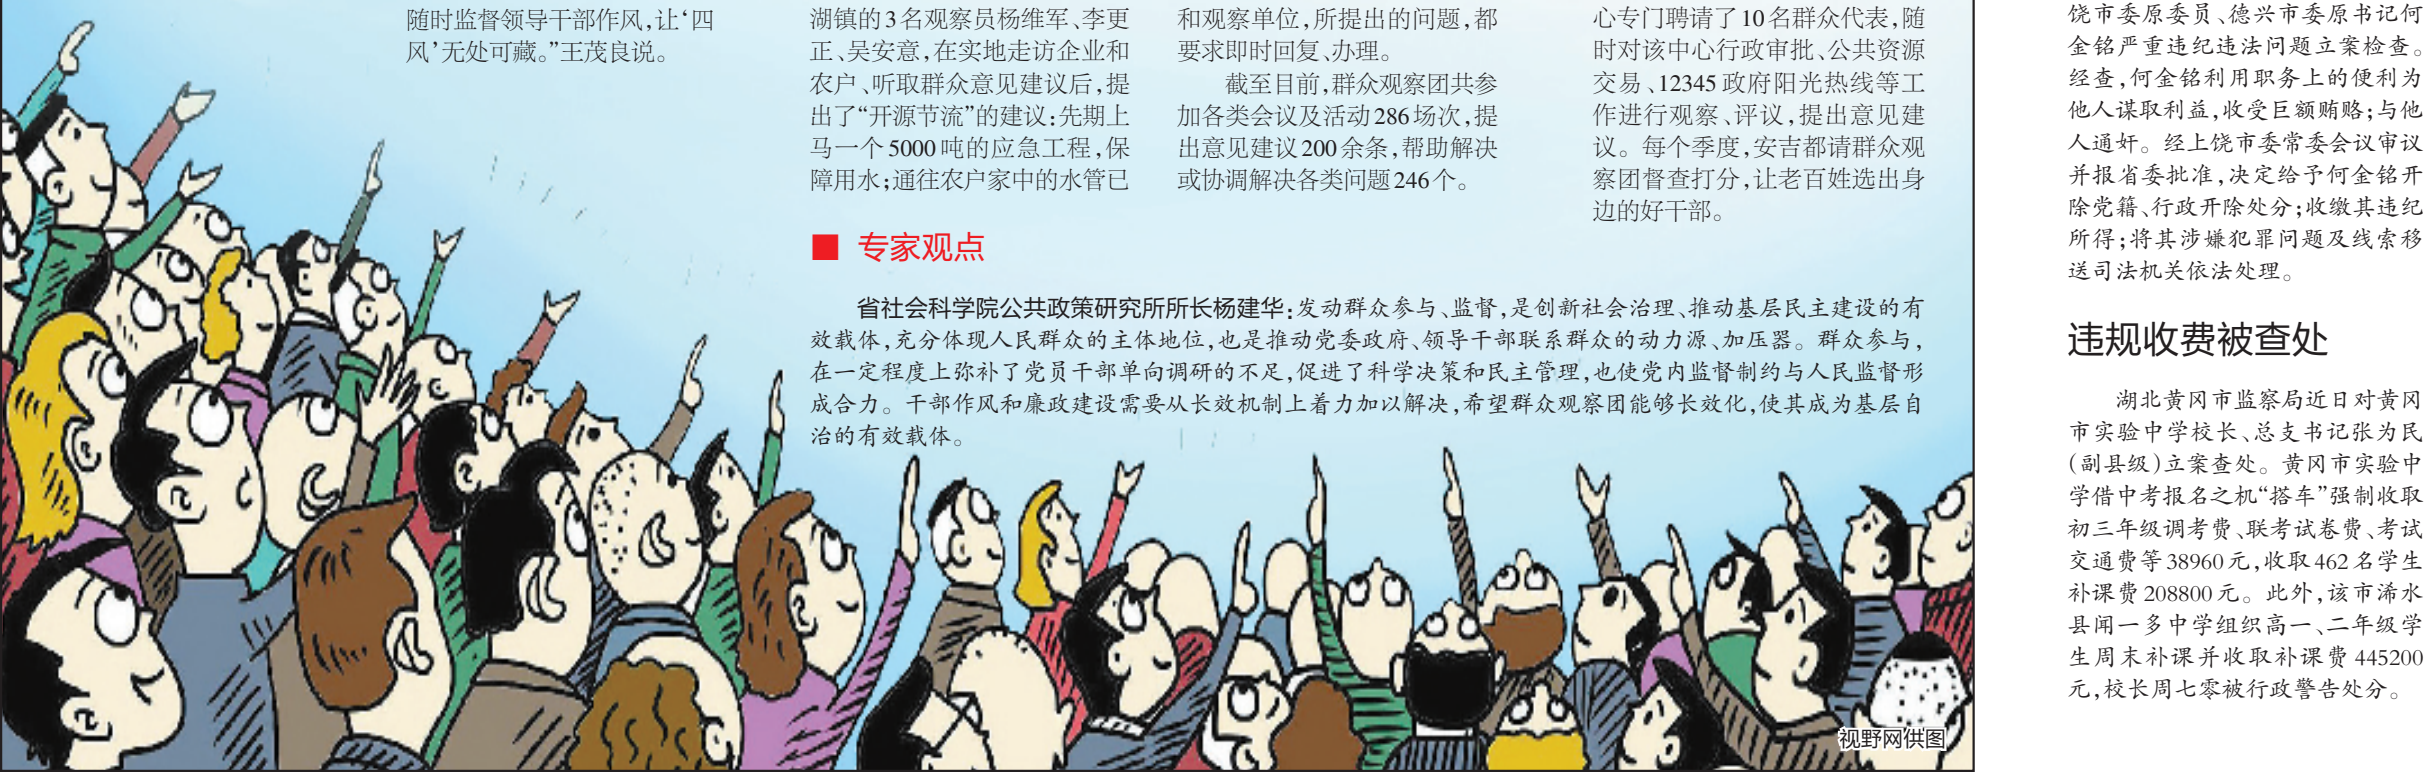 随时监督领导干部作风,让‘四
风’无处可藏。”王茂良说。
湖镇的3名观察员杨维军、李更
正、吴安意,在实地走访企业和
农户、听取群众意见建议后,提
出了“开源节流”的建议:先期上
马一个5000吨的应急工程,保
障用水;通往农户家中的水管已
和观察单位,所提出的问题,都
要求即时回复、办理。
截至目前,群众观察团共参
加各类会议及活动286场次,提
出意见建议200余条,帮助解决
或协调解决各类问题246个。
心专门聘请了10名群众代表,随
时对该中心行政审批、公共资源
交易、12345政府阳光热线等工
作进行观察、评议,提出意见建
议。每个季度,安吉都请群众观
察团督查打分,让老百姓选出身
边的好干部。
■ 专家观点
省社会科学院公共政策研究所所长杨建华:发动群众参与、监督,是创新社会治理、推动基层民主建设的有
效载体,充分体现人民群众的主体地位,也是推动党委政府、领导干部联系群众的动力源、加压器。群众参与,
在一定程度上弥补了党员干部单向调研的不足,促进了科学决策和民主管理,也使党内监督制约与人民监督形
成合力。干部作风和廉政建设需要从长效机制上着力加以解决,希望群众观察团能够长效化,使其成为基层自
治的有效载体。
视野网供图
饶市委原委员、德兴市委原书记何
金铭严重违纪违法问题立案检查。
经查,何金铭利用职务上的便利为
他人谋取利益,收受巨额贿赂;与他
人通奸。经上饶市委常委会议审议
并报省委批准,决定给予何金铭开
除党籍、行政开除处分;收缴其违纪
所得;将其涉嫌犯罪问题及线索移
送司法机关依法处理。
违规收费被查处
湖北黄冈市监察局近日对黄冈
市实验中学校长、总支书记张为民
(副县级)立案查处。黄冈市实验中
学借中考报名之机“搭车”强制收取
初三年级调考费、联考试卷费、考试
交通费等38960元,收取462名学生
补课费208800元。此外,该市浠水
县闻一多中学组织高一、二年级学
生周末补课并收取补课费445200
元,校长周七零被行政警告处分。